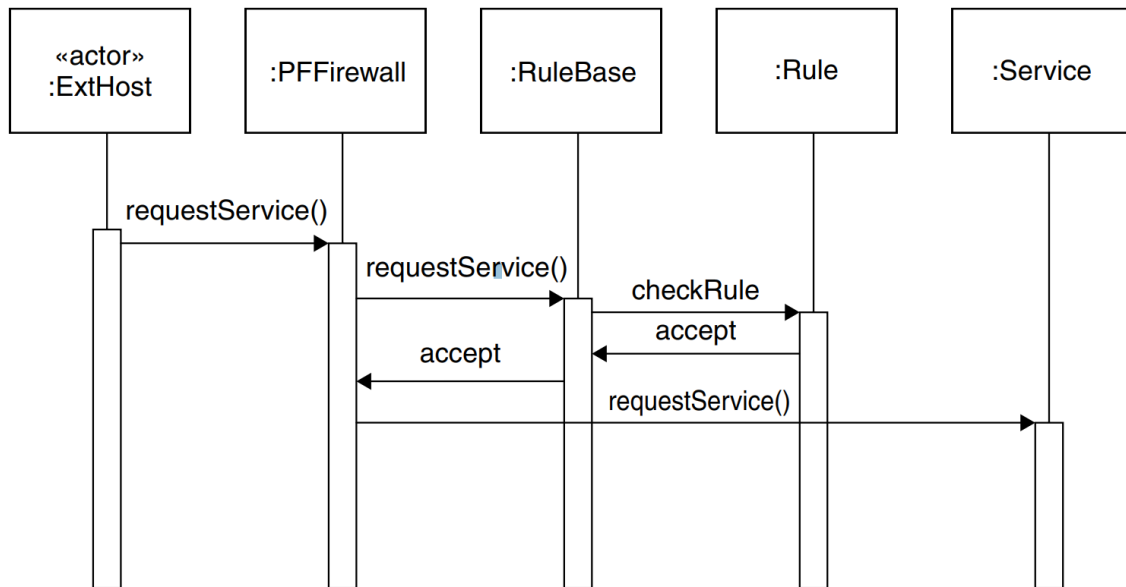 «actor»
:ExtHost
:PFFirewall
:RuleBase
:Rule
:Service
requestService()
requestService()
checkRule
accept
accept
requestService()